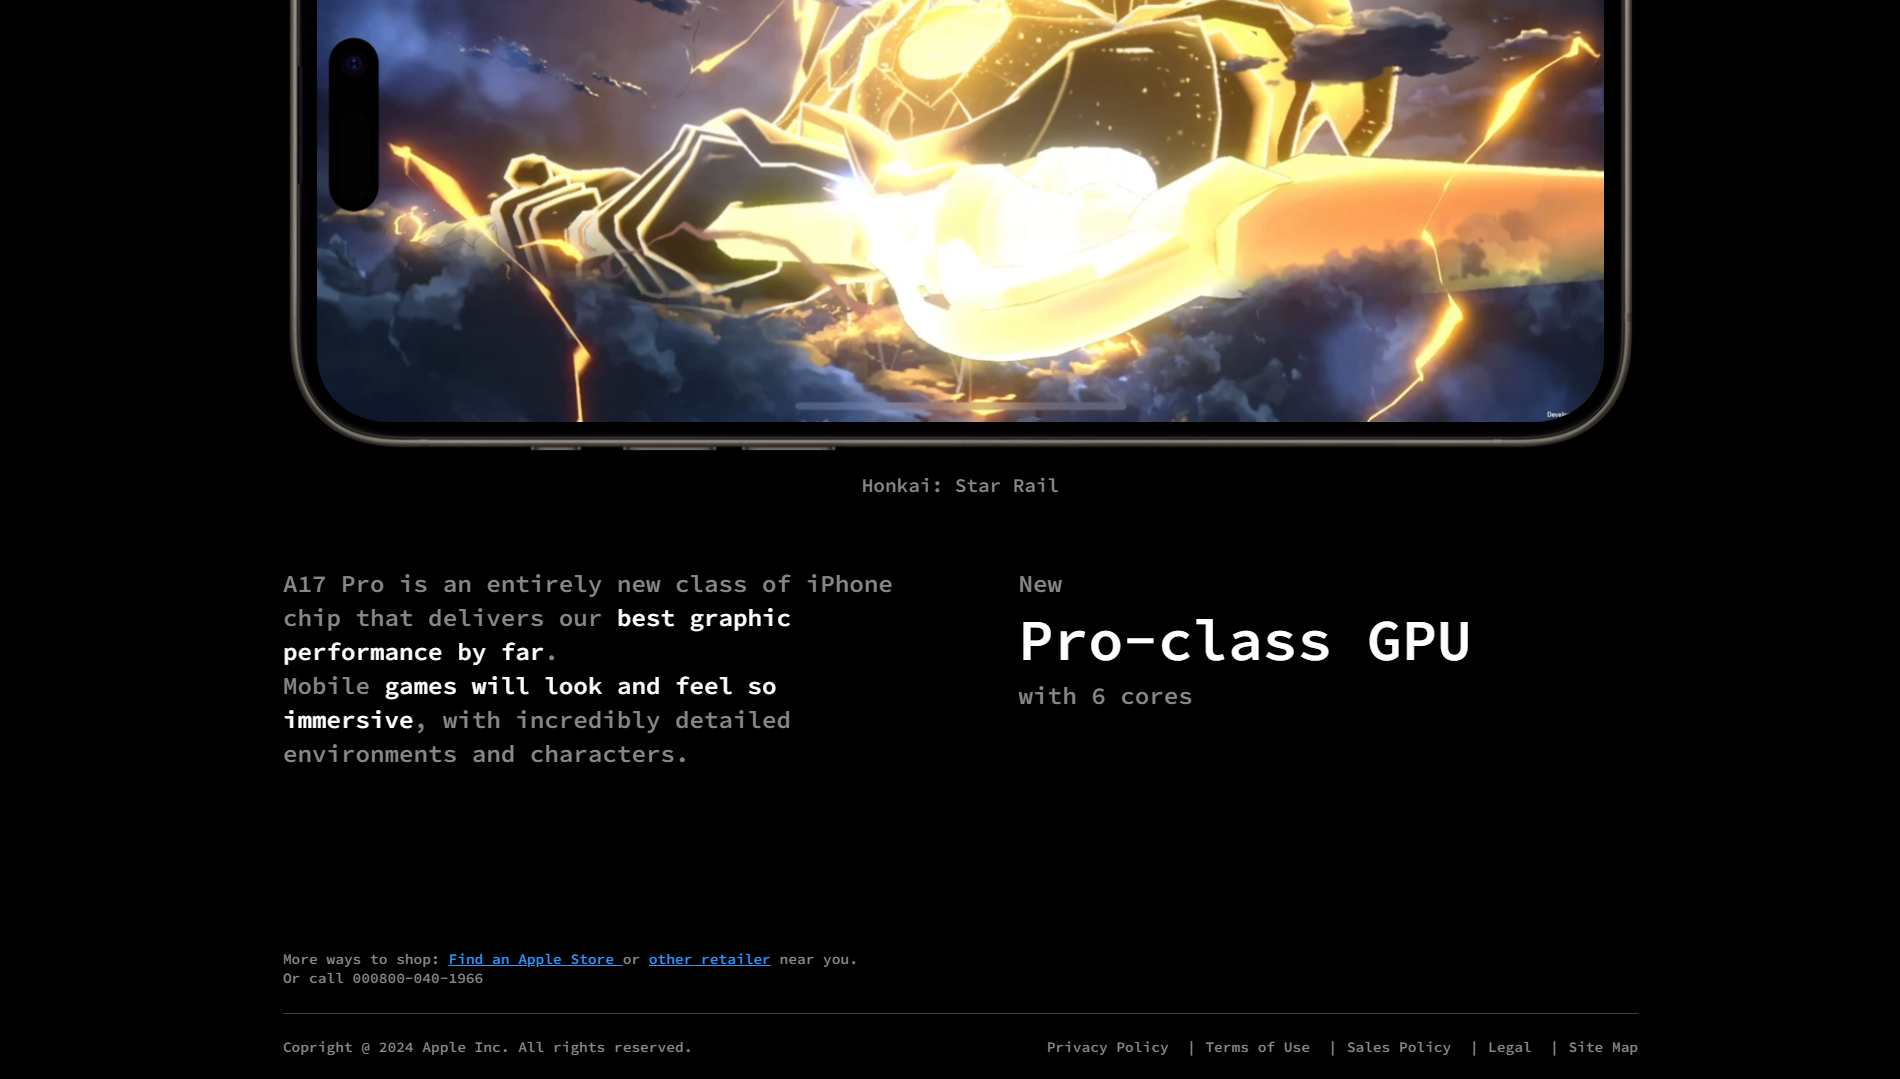 Honkai: Star Rail
A17 Pro is an entirely new class of iPhone
chip that delivers our best graphic
performance by far.
Mobile games will look and feel so
immersive, with incredibly detailed
environments and characters.
New
Pro-class GPU
with 6 cores
More ways to shop: Find an Apple Store or other retailer near you.
Or call 000800-040-1966
Copright @ 2024 Apple Inc. All rights reserved.
Privacy Policy | Terms of Use | Sales Policy | Legal | Site Map